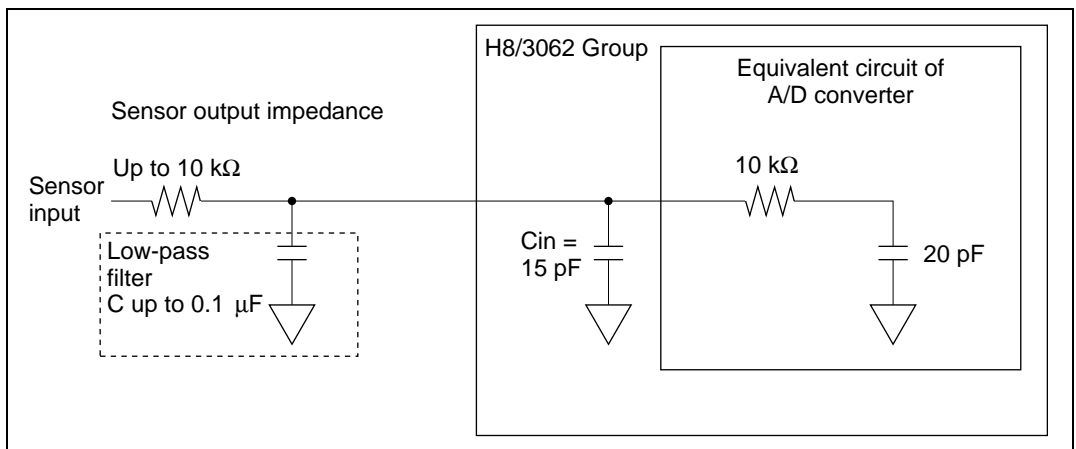 H8/3062 Group
Equivalent circuit of
A/D converter
Sensor output impedance
Up to 10 kΩ
Sensor
input
10 kΩ
Low-pass
filter
C up to 0.1 μF
Cin =
15 pF
20 pF